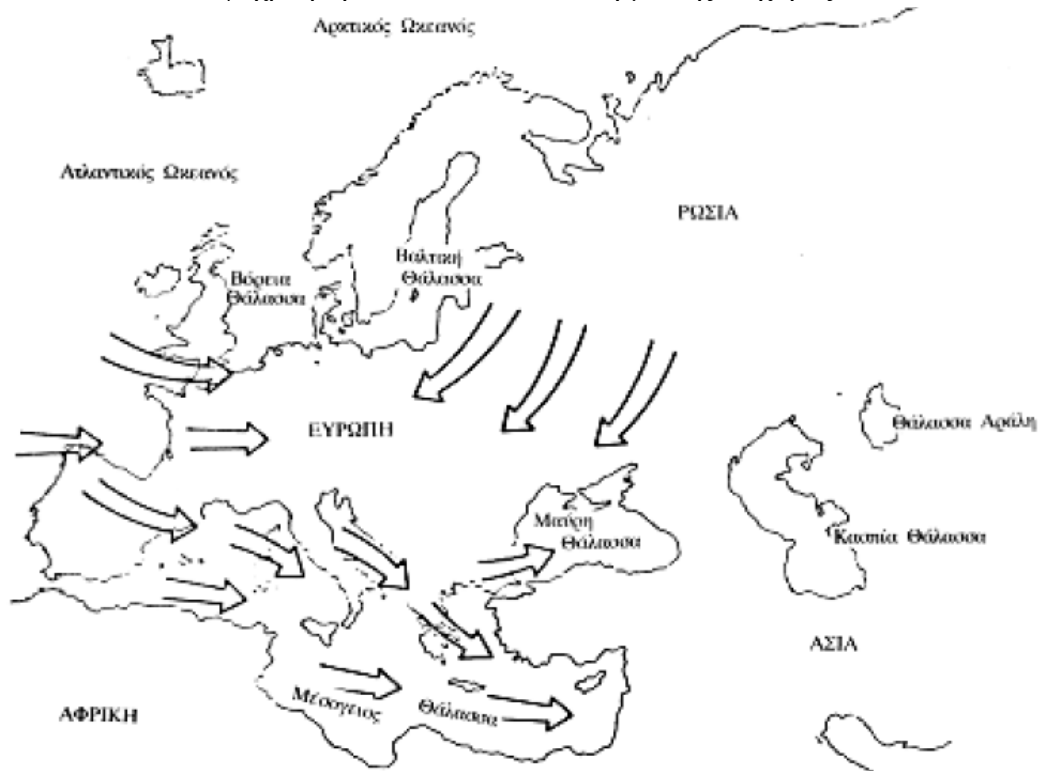 Αρκτικός Ωκεανός
Ατλαντικός Ωκεανός
ΡΩΣΙΑ
Βόρεια
Θάλασσα
Βαλτική
Θάλασσα
ΕΥΡΩΠΗ
Θάλασσα Αράλη
Μαύρη
Θάλασσα
Κασπία Θάλασσα
ΑΣΙΑ
ΑΦΡΙΚΗ
Μεσόγειος Θάλασσα